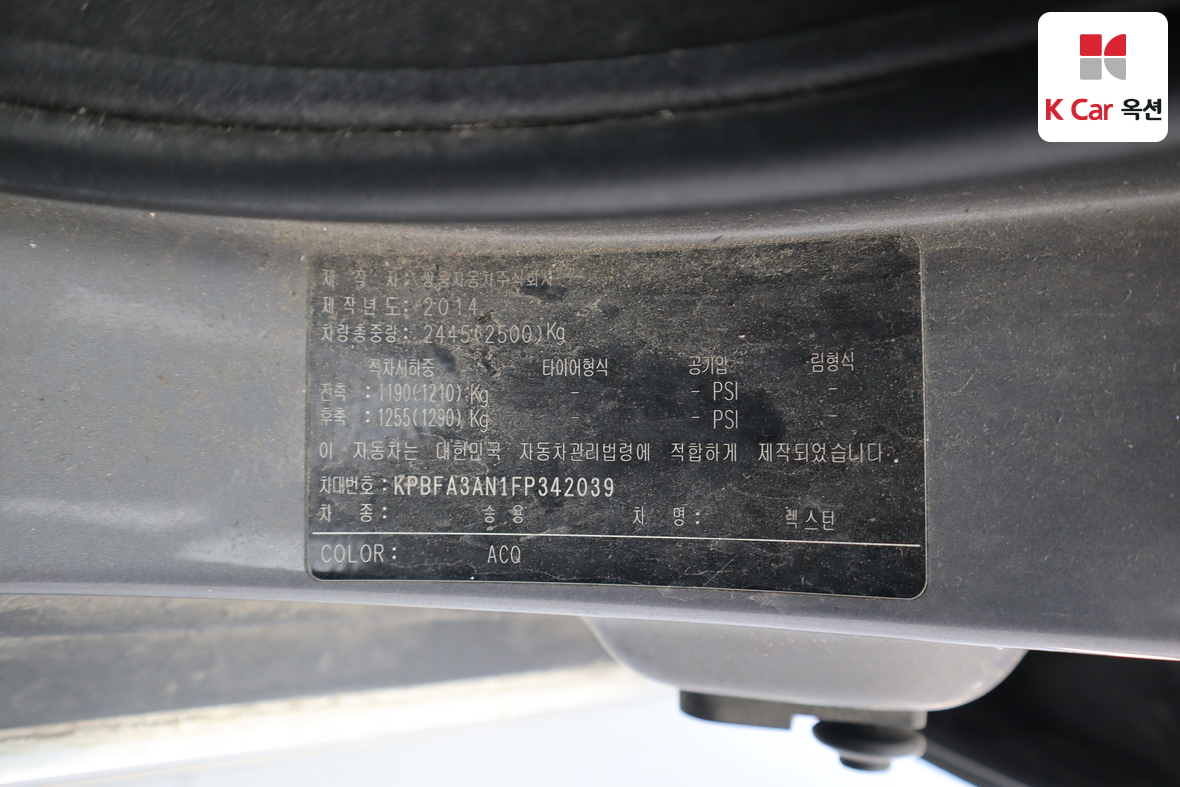 K Car 옥션
제 작 자: 쌍용자동차주식회사
제작년도: 2014
차량총중량: 2445(2500)Kg
적차시하중 타이어형식 공기압 림형식
전축 : 1190(1210) Kg - - PSI -
후축 : 1255(1290) Kg - - PSI -
이 자동차는 대한민국 자동차관리법령에 적합하게 제작되었습니다.
차대번호 : KPBFA3AN1FP342039
차 종 : 승 용 차 명 : 렉스턴
COLOR : ACQ